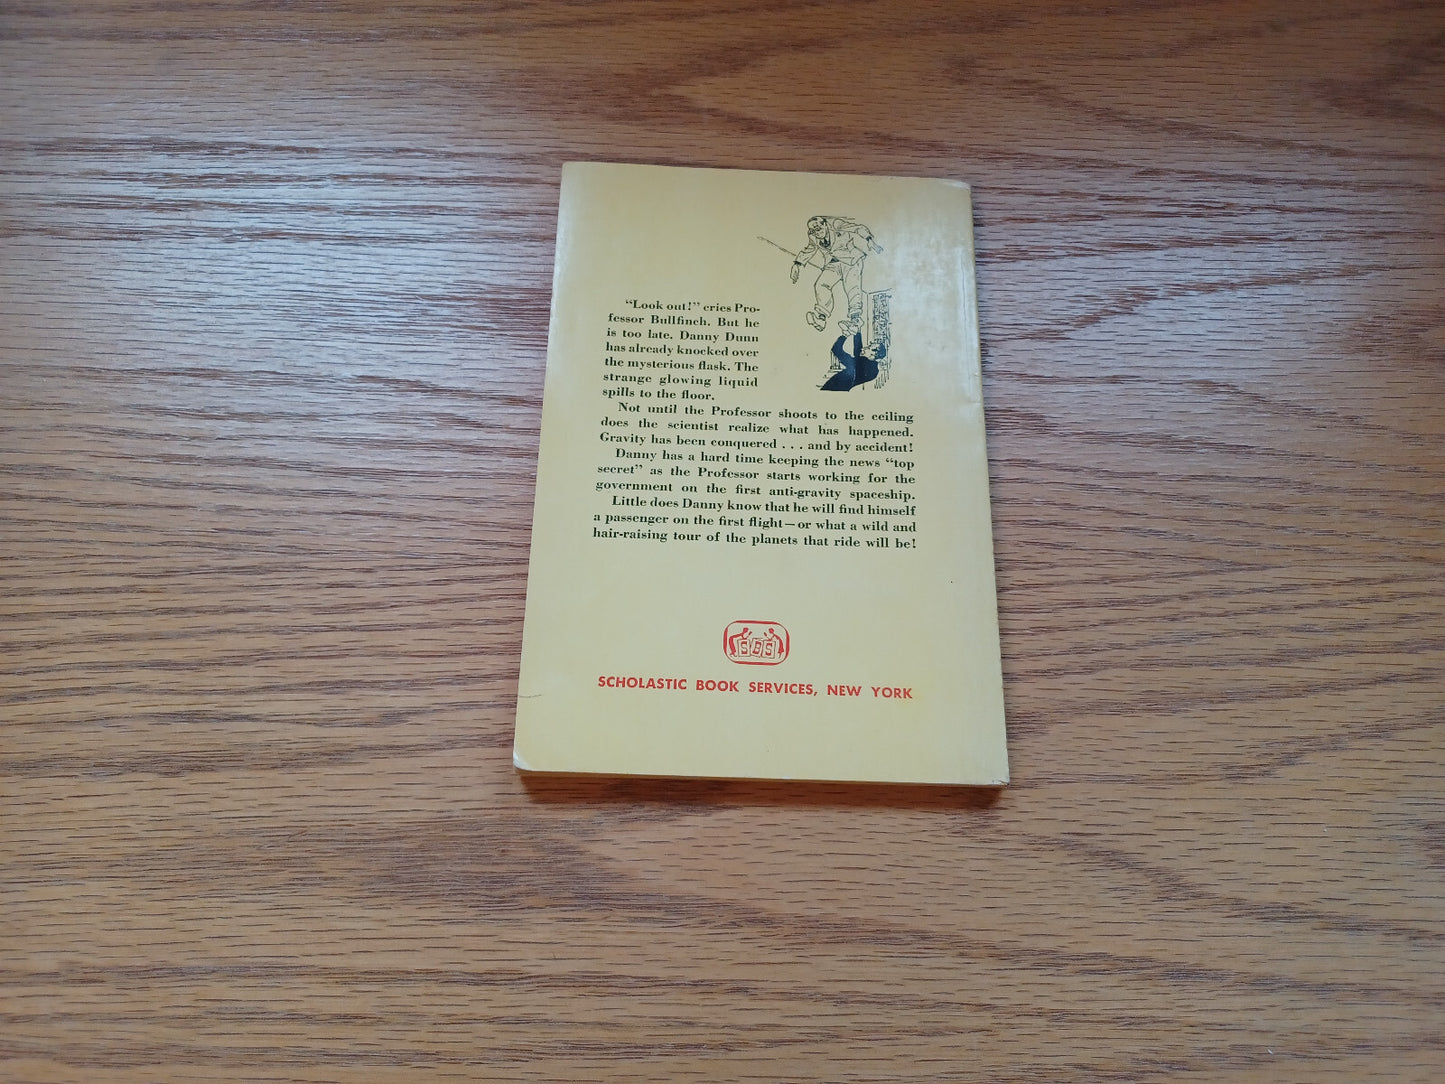 “Look out!” cries Pro-
fessor Bullfinch. But he
is too late. Danny Dunn
has already knocked over
the mysterious flask. The
strange glowing liquid
spills to the floor.
Not until the Professor shoots to the ceiling
does the scientist realize what has happened.
Gravity has been conquered . . . and by accident!
Danny has a hard time keeping the news “top
secret” as the Professor starts working for the
government on the first anti-gravity spaceship.
Little does Danny know that he will find himself
a passenger on the first flight—or what a wild and
hair-raising tour of the planets that ride will be!
SBS
SCHOLASTIC BOOK SERVICES, NEW YORK